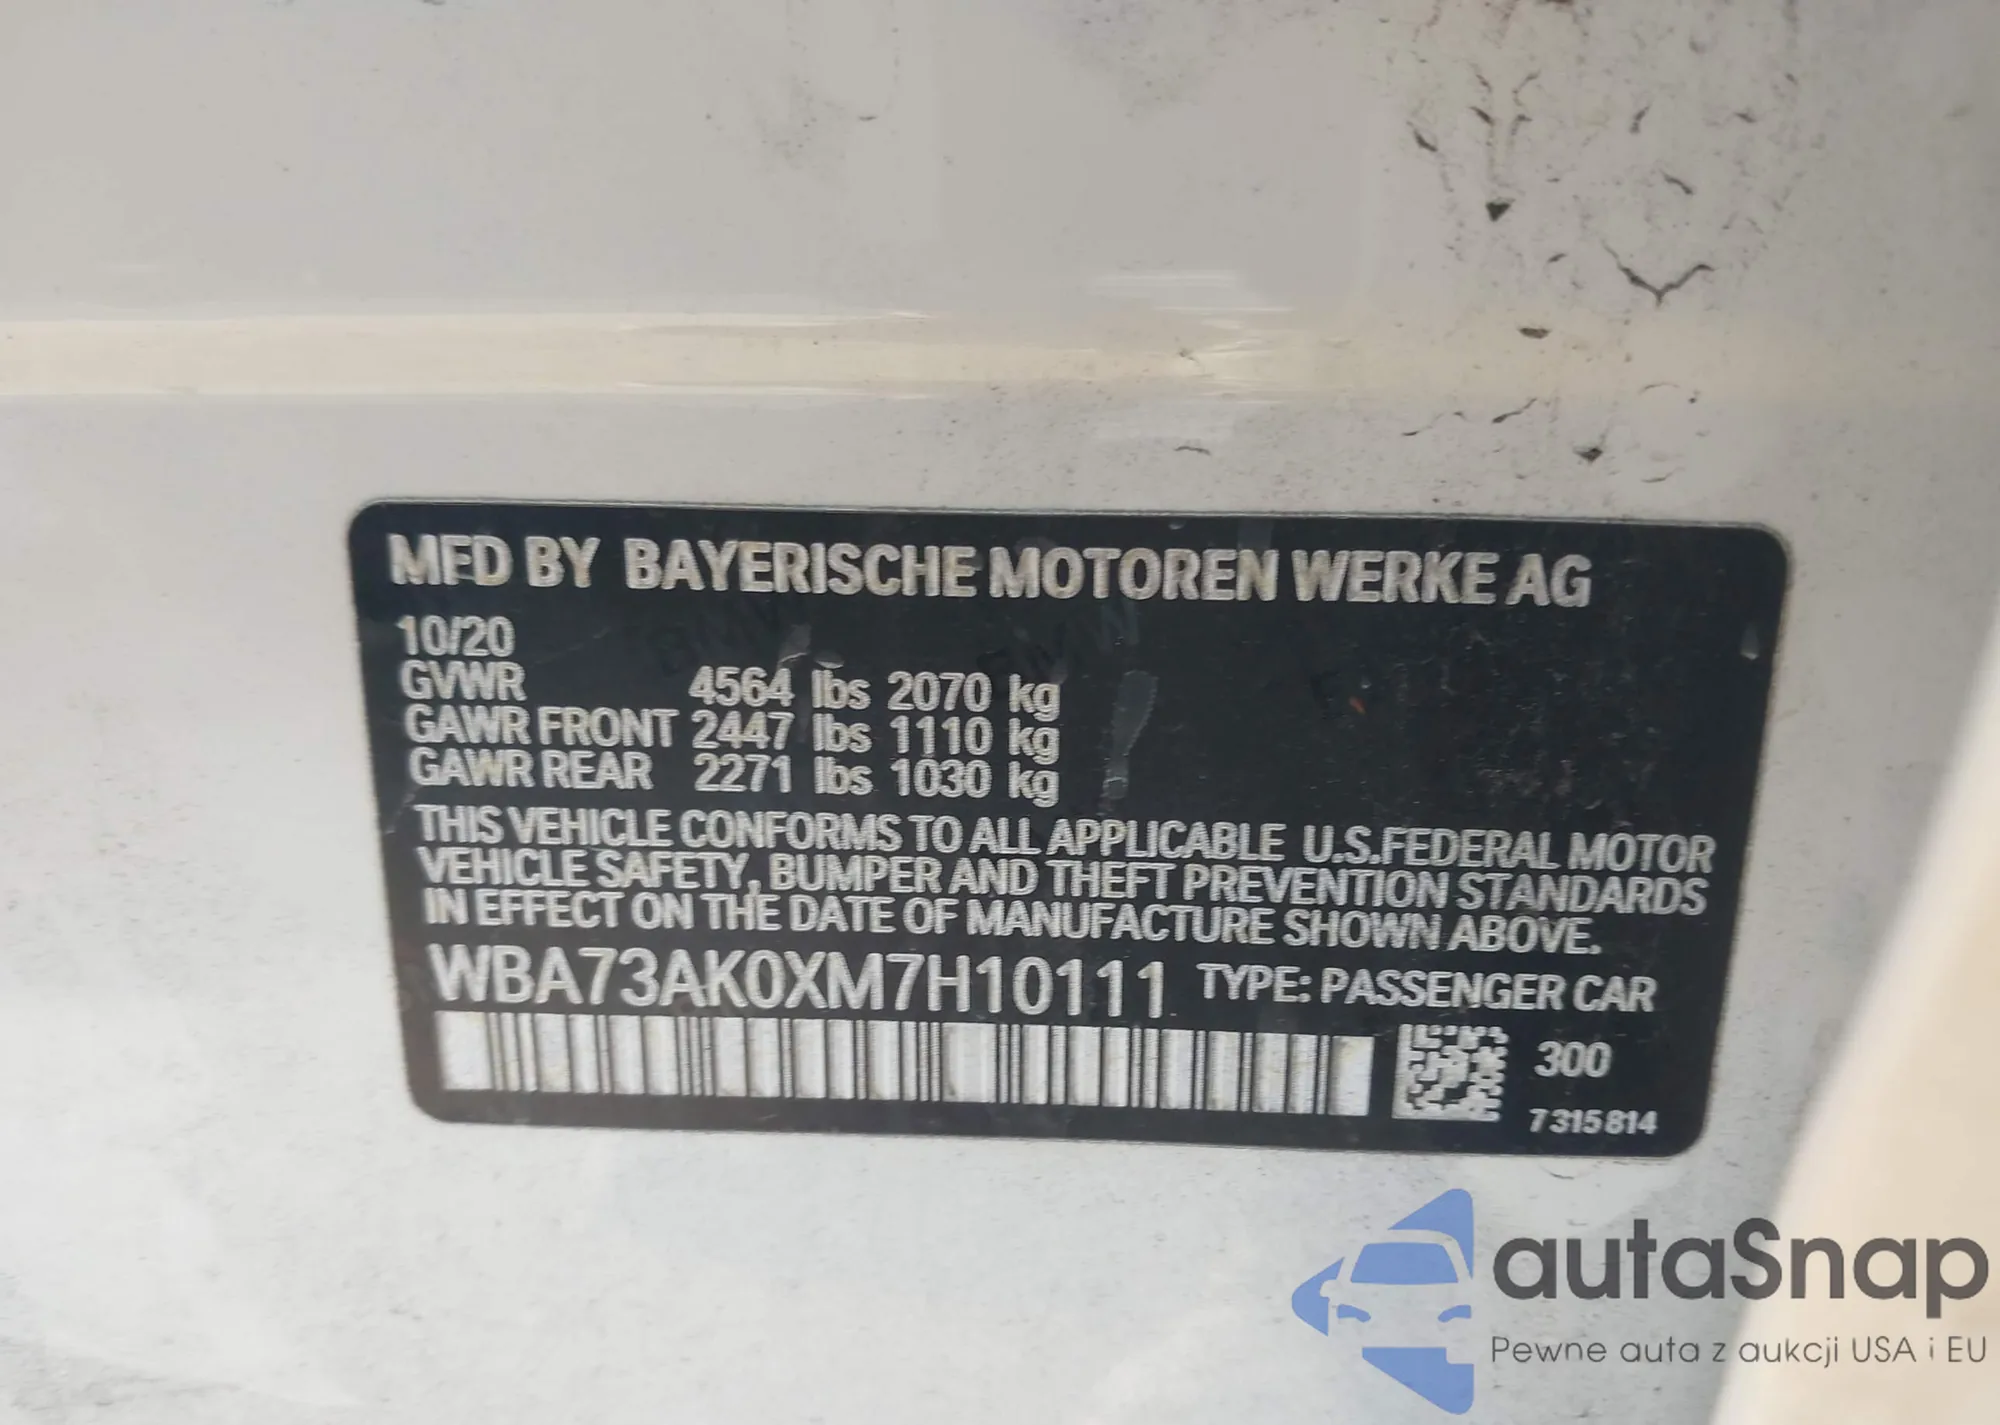 MFD BY BAYERISCHE MOTOREN WERKE AG
10/20
GVWR 4564 lbs 2070 kg
GAWR FRONT 2447 lbs 1110 kg
GAWR REAR 2271 lbs 1030 kg
THIS VEHICLE CONFORMS TO ALL APPLICABLE U.S.FEDERAL MOTOR
VEHICLE SAFETY, BUMPER AND THEFT PREVENTION STANDARDS
IN EFFECT ON THE DATE OF MANUFACTURE SHOWN ABOVE.
WBA73AK0XM7H10111 TYPE: PASSENGER CAR
300
7315814
autaSnap
Pewne auta z aukcji USA i EU